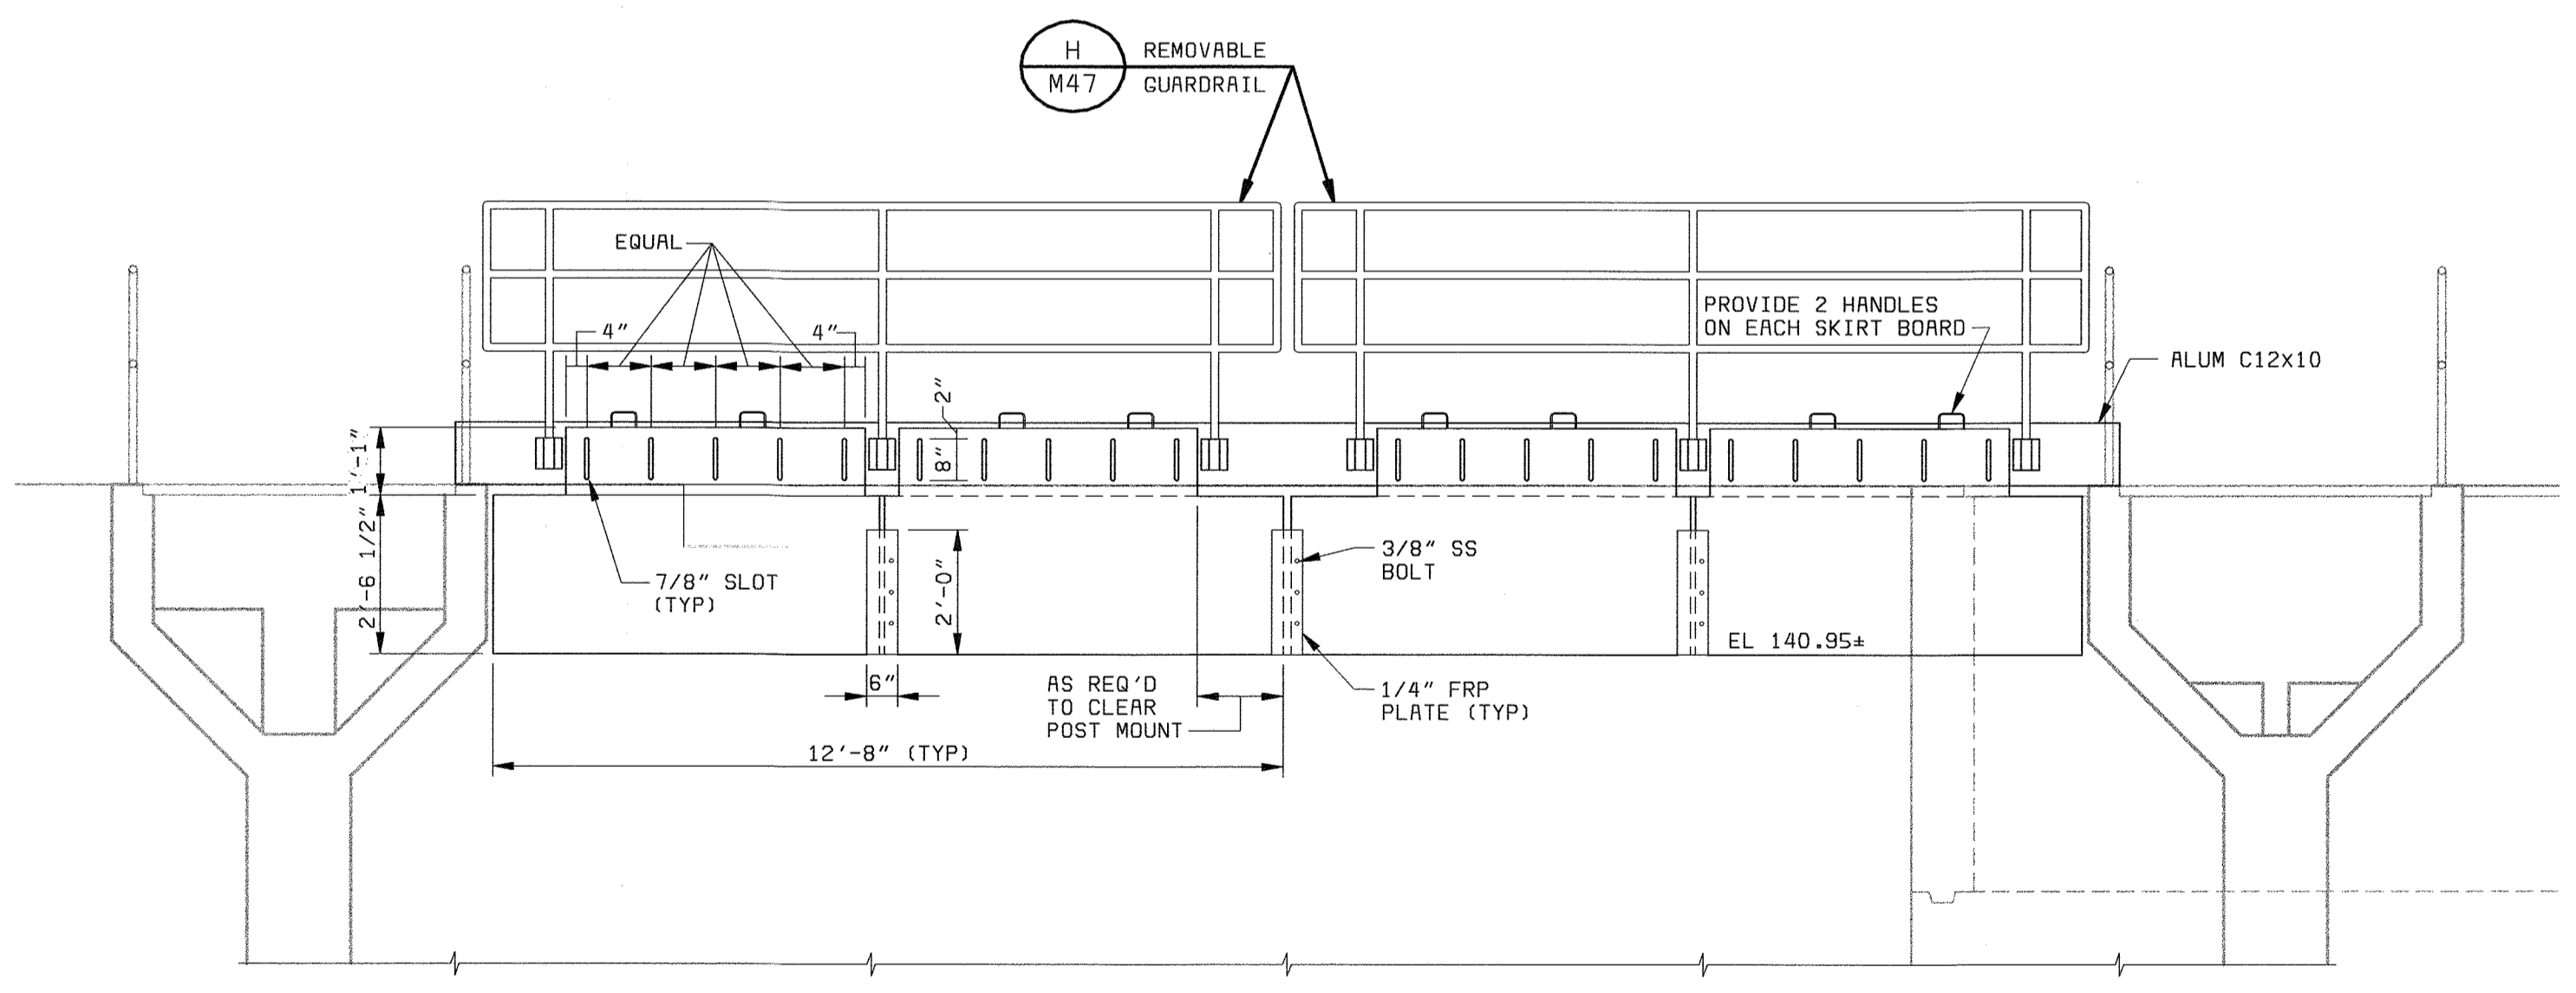 H
M47
REMOVABLE
GUARDRAIL
EQUAL
4"
4"
PROVIDE 2 HANDLES
ON EACH SKIRT BOARD
ALUM C12X10
2"
8"
1'-1"
2'-6 1/2"
7/8" SLOT
(TYP)
2'-0"
3/8" SS
BOLT
EL 140.95±
6"
AS REQ'D
TO CLEAR
POST MOUNT
1/4" FRP
PLATE (TYP)
12'-8" (TYP)